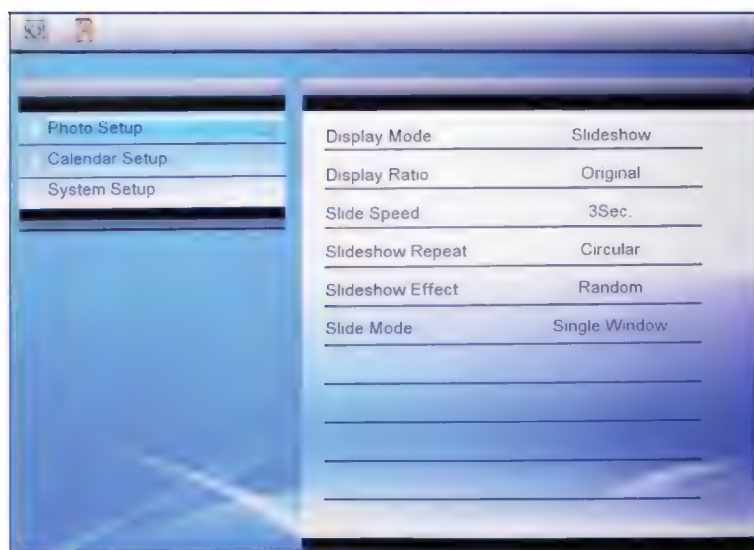 Photo Setup
Calendar Setup
System Setup
Display Mode Slideshow
Display Ratio Original
Slide Speed 3Sec.
Slideshow Repeat Circular
Slideshow Effect Random
Slide Mode Single Window